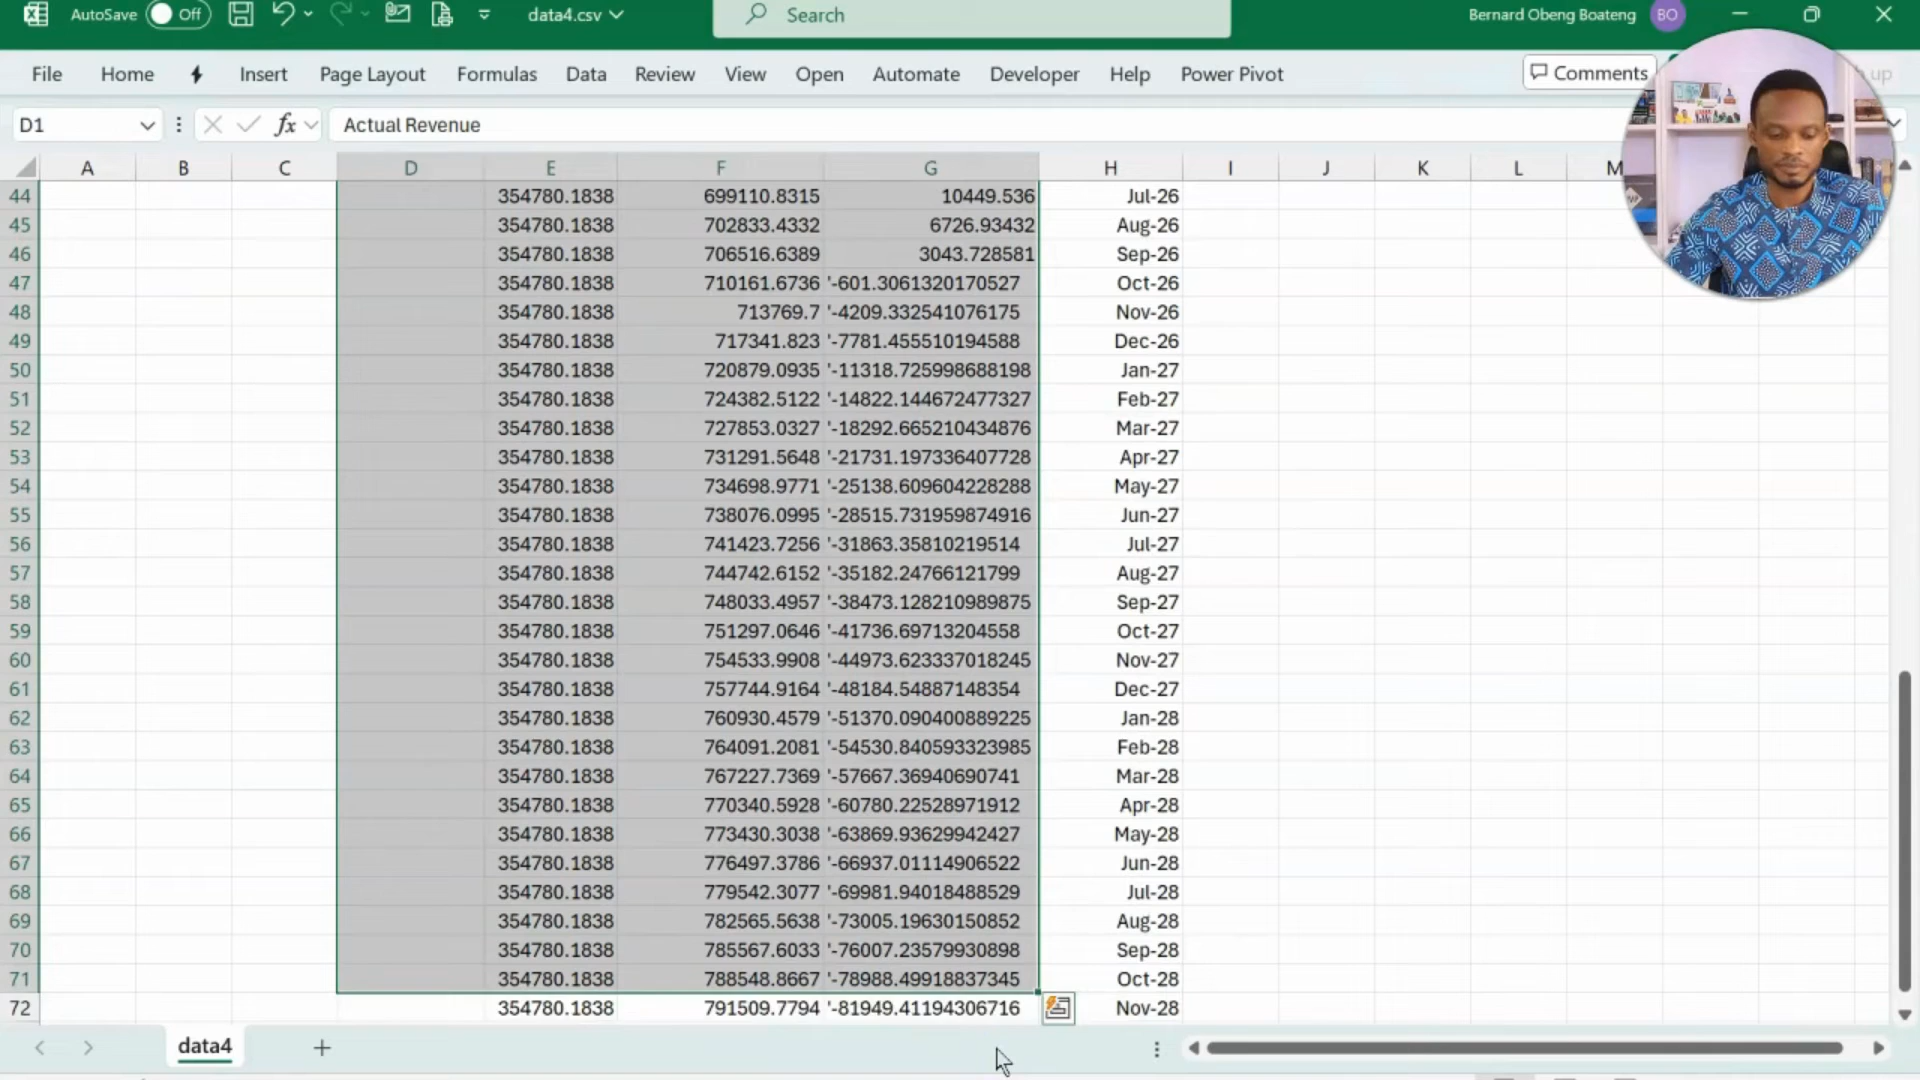 AutoSave Off data4.csv Search Bernard Obeng Boateng BO
File Home Insert Page Layout Formulas Data Review View Open Automate Developer Help Power Pivot Comments up
D1 fx Actual Revenue
A B C D E F G H I J K L M
44 354780.1838 699110.8315 10449.536 Jul-26
45 354780.1838 702833.4332 6726.93432 Aug-26
46 354780.1838 706516.6389 3043.728581 Sep-26
47 354780.1838 710161.6736 '-601.3061320170527 Oct-26
48 354780.1838 713769.7 '-4209.332541076175 Nov-26
49 354780.1838 717341.823 '-7781.455510194588 Dec-26
50 354780.1838 720879.0935 '-11318.725998688198 Jan-27
51 354780.1838 724382.5122 '-14822.144672477327 Feb-27
52 354780.1838 727853.0327 '-18292.665210434876 Mar-27
53 354780.1838 731291.5648 '-21731.197336407728 Apr-27
54 354780.1838 734698.9771 '-25138.609604228288 May-27
55 354780.1838 738076.0995 '-28515.731959874916 Jun-27
56 354780.1838 741423.7256 '-31863.35810219514 Jul-27
57 354780.1838 744742.6152 '-35182.24766121799 Aug-27
58 354780.1838 748033.4957 '-38473.128210989875 Sep-27
59 354780.1838 751297.0646 '-41736.69713204558 Oct-27
60 354780.1838 754533.9908 '-44973.623337018245 Nov-27
61 354780.1838 757744.9164 '-48184.54887148354 Dec-27
62 354780.1838 760930.4579 '-51370.090400889225 Jan-28
63 354780.1838 764091.2081 '-54530.840593323985 Feb-28
64 354780.1838 767227.7369 '-57667.36940690741 Mar-28
65 354780.1838 770340.5928 '-60780.22528971912 Apr-28
66 354780.1838 773430.3038 '-63869.93629942427 May-28
67 354780.1838 776497.3786 '-66937.01114906522 Jun-28
68 354780.1838 779542.3077 '-69981.94018488529 Jul-28
69 354780.1838 782565.5638 '-73005.19630150852 Aug-28
70 354780.1838 785567.6033 '-76007.23579930898 Sep-28
71 354780.1838 788548.8667 '-78988.49918837345 Oct-28
72 354780.1838 791509.7794 '-81949.41194306716 Nov-28
data4